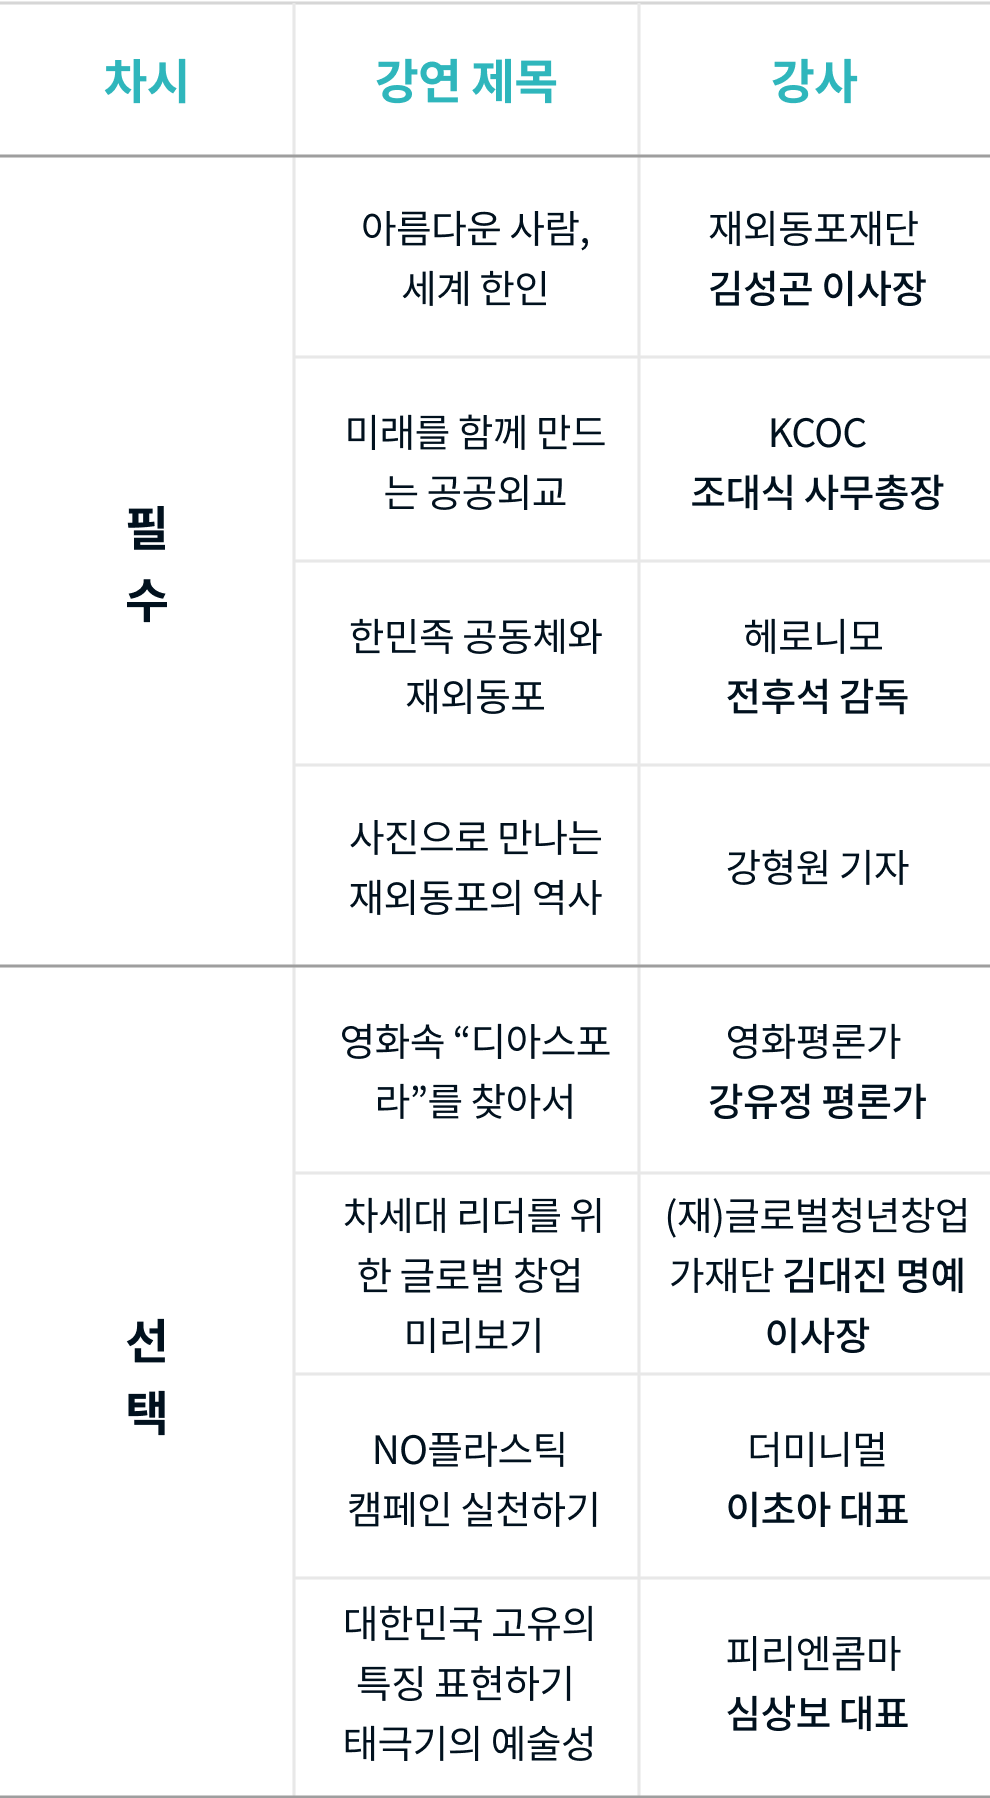 차시
강연 제목
강사
필
수
아름다운 사람,
세계 한인
재외동포재단
김성곤 이사장
미래를 함께 만드
는 공공외교
KCOC
조대식 사무총장
한민족 공동체와
재외동포
헤로니모
전후석 감독
사진으로 만나는
재외동포의 역사
강형원 기자
선
택
영화속 “디아스포
라”를 찾아서
영화평론가
강유정 평론가
차세대 리더를 위
한 글로벌 창업
미리보기
(재)글로벌청년창업
가재단 김대진 명예
이사장
NO플라스틱
캠페인 실천하기
더미니멀
이초아 대표
대한민국 고유의
특징 표현하기
태극기의 예술성
피리엔콤마
심상보 대표